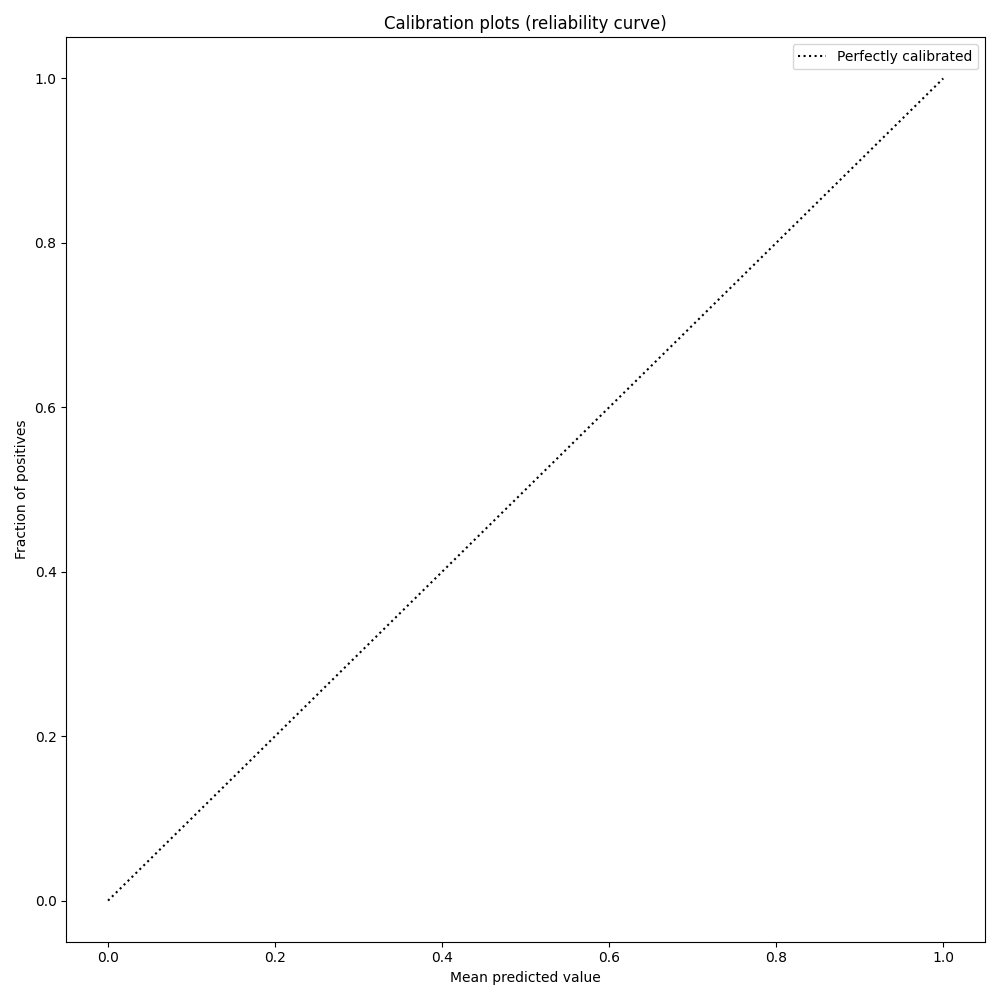 Calibration plots (reliability curve)
Perfectly calibrated
1.0
0.8
0.6
0.4
0.2
0.0
Fraction of positives
0.0 0.2 0.4 0.6 0.8 1.0
Mean predicted value